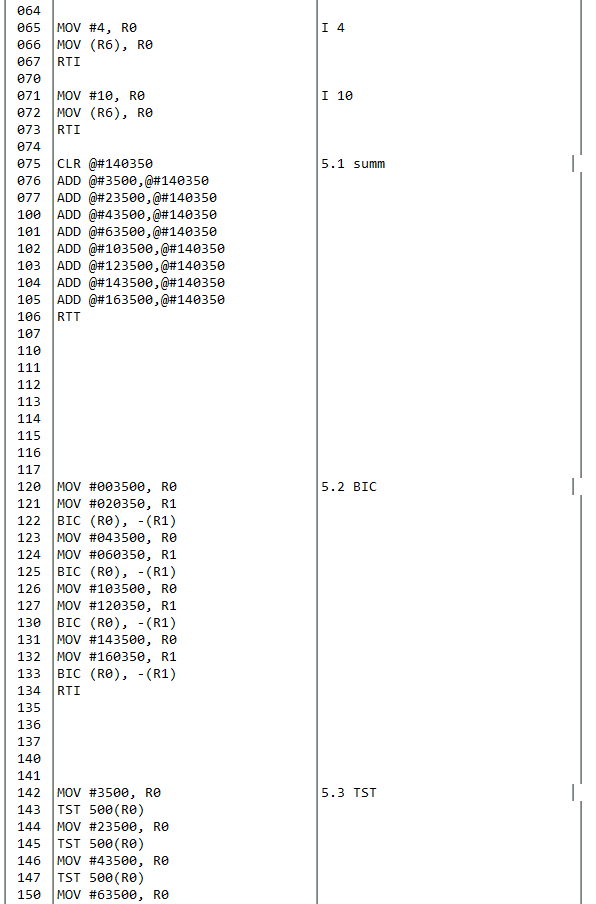 064
065 MOV #4, R0 I 4
066 MOV (R6), R0
067 RTI
070
071 MOV #10, R0 I 10
072 MOV (R6), R0
073 RTI
074
075 CLR @#140350 5.1 summ
076 ADD @#3500,@#140350
077 ADD @#23500,@#140350
100 ADD @#43500,@#140350
101 ADD @#63500,@#140350
102 ADD @#103500,@#140350
103 ADD @#123500,@#140350
104 ADD @#143500,@#140350
105 ADD @#163500,@#140350
106 RTT
107
110
111
112
113
114
115
116
117
120 MOV #003500, R0 5.2 BIC
121 MOV #020350, R1
122 BIC (R0), -(R1)
123 MOV #043500, R0
124 MOV #060350, R1
125 BIC (R0), -(R1)
126 MOV #103500, R0
127 MOV #120350, R1
130 BIC (R0), -(R1)
131 MOV #143500, R0
132 MOV #160350, R1
133 BIC (R0), -(R1)
134 RTI
135
136
137
140
141
142 MOV #3500, R0 5.3 TST
143 TST 500(R0)
144 MOV #23500, R0
145 TST 500(R0)
146 MOV #43500, R0
147 TST 500(R0)
150 MOV #63500, R0